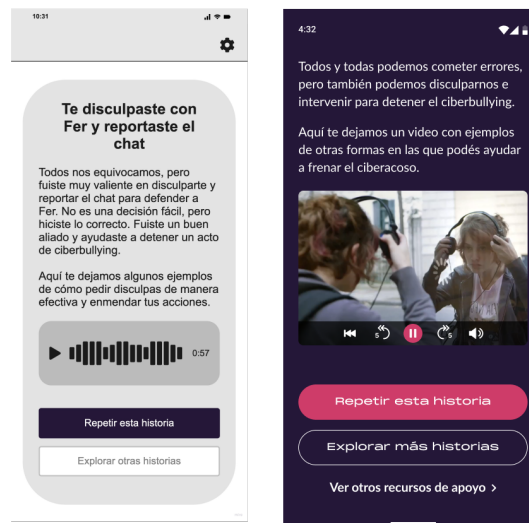 10:31
Te disculpaste con
Fer y reportaste el
chat
Todos nos equivocamos, pero
fuiste muy valiente en disculparte y
reportar el chat para defender a
Fer. No es una decisión fácil, pero
hiciste lo correcto. Fuiste un buen
aliado y ayudaste a detener un acto
de ciberbullying.
Aquí te dejamos algunos ejemplos
de cómo pedir disculpas de manera
efectiva y enmendar tus acciones.
0:57
Repetir esta historia
Explorar otras historias
4:32
Todos y todas podemos cometer errores,
pero también podemos disculparnos e
intervenir para detener el ciberbullying.
Aquí te dejamos un video con ejemplos
de otras formas en las que podés ayudar
a frenar el ciberacoso.
5
5
Repetir esta historia
Explorar más historias
Ver otros recursos de apoyo >